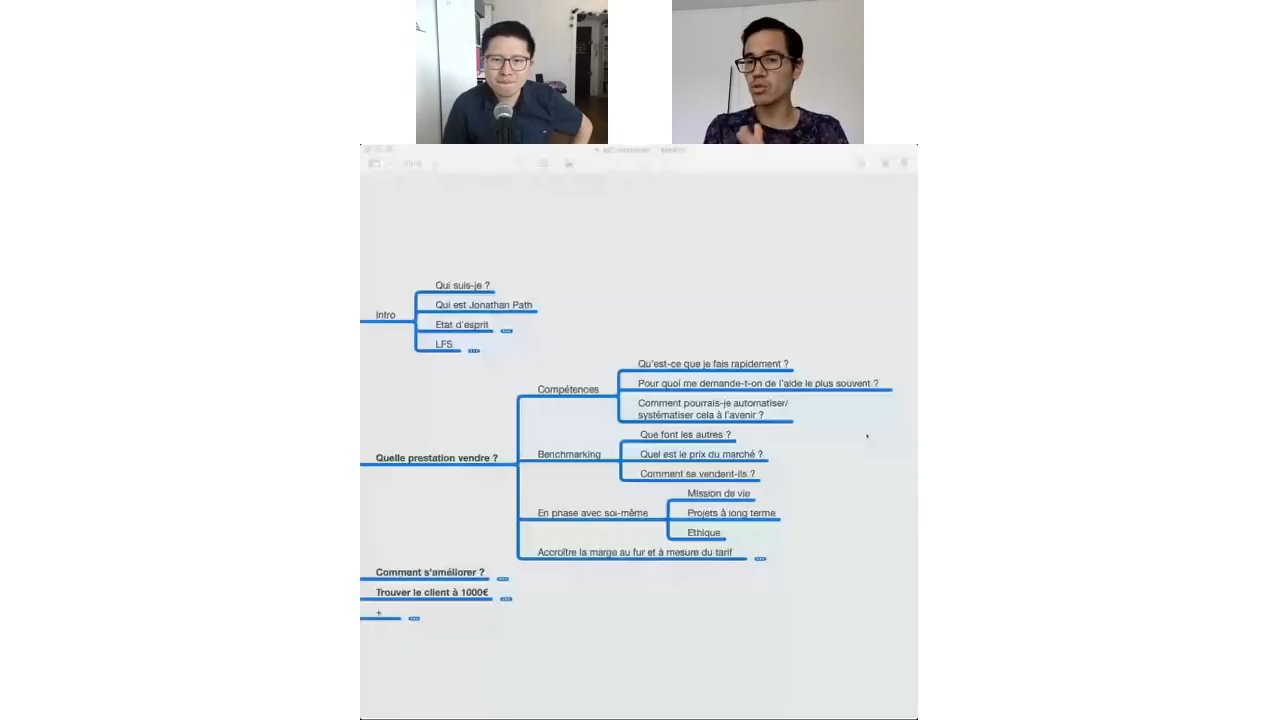 Qui suis-je ?
Qui est Jonathan Path
Intro
Etat d'esprit
LFS
Qu'est-ce que je fais rapidement ?
Pour quoi me demande-t-on de l'aide le plus souvent ?
Compétences
Comment pourrais-je automatiser/
systématiser cela à l'avenir ?
Que font les autres ?
Benchmarking
Quel est le prix du marché ?
Quelle prestation vendre ?
Comment se vendent-ils ?
Mission de vie
En phase avec soi-même
Projets à long terme
Ethique
Accroître la marge au fur et à mesure du tarif
Comment s'améliorer ?
Trouver le client à 1000€
+